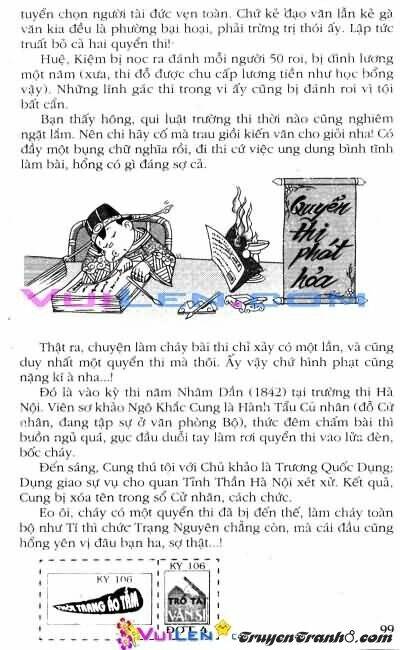 tuyển chọn người tài đức vẹn toàn. Chứ kẻ đạo văn lẫn kẻ gà
văn kia đều là phường bại hoại, phải trừng trị thói ấy. Lập tức
truất bỏ cả hai quyển thi!
Huệ, Kiệm bị nọc ra đánh mỗi người 50 roi, bị đình lương
một năm (xưa, thi đỗ được chu cấp lương tiền như học bổng
vậy). Những lính gác thi trong vi ấy cũng bị đánh roi vì tội
bất cẩn.
Bạn thấy hông, qui luật trường thi thời nào cũng nghiêm
ngặt lắm. Nên chi hãy cố mà trau giồi kiến văn cho giỏi nha! Có
đầy một bụng chữ nghĩa rồi, đi thi cứ việc ung dung bình tĩnh
làm bài, hổng có gì đáng sợ cả.
Quyển
thi
phát
hỏa
VUILEN.COM
Thật ra, chuyện làm cháy bài thi chỉ xảy có một lần, và cũng
duy nhất một quyển thi mà thôi. Ấy vậy chứ hình phạt cũng
nặng kí à nha...!
Đó là vào kỳ thi năm Nhâm Dần (1842) tại trường thi Hà
Nội. Viên sơ khảo Ngô Khắc Cung là Hành Tẩu Cử nhân (đỗ Cử
nhân, đang tập sự ở văn phòng Bộ), thức đêm chấm bài thi
buồn ngủ quá, gục đầu duỗi tay làm rơi quyển thi vào lửa đèn,
bốc cháy.
Đến sáng, Cung thú tội với Chủ khảo là Trương Quốc Dụng;
Dụng giao sự vụ cho quan Tỉnh Thần Hà Nội xét xử. Kết quả,
Cung bị xóa tên trong sổ Cử nhân, cách chức.
Eo ôi, cháy có một quyển thi đã bị đến thế, làm cháy toàn
bộ như Tí thì chức Trạng Nguyên chẳng còn, mà cái đầu cũng
hổng yên vị đâu bạn ha, sợ thật...!
KY 106
THỜI TRANG ÁO TẮM
KY 106
TRỔ TÀI
VĂN SĨ
ĐỢT 4
VuiLen
99
TruyenTranh8.com